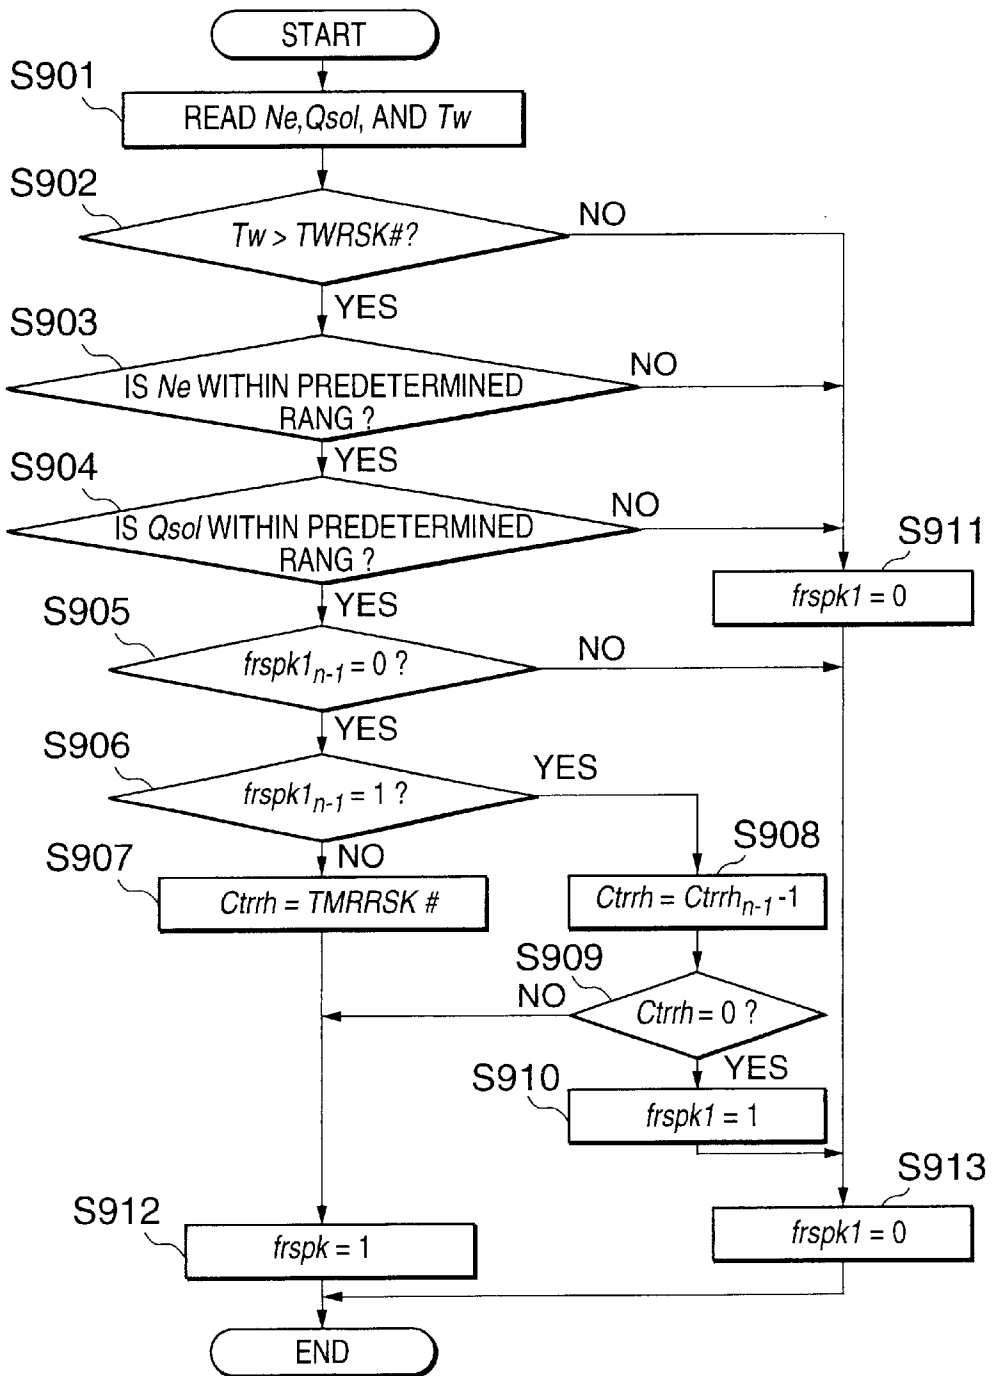 START
S901
READ Ne,Qsol, AND Tw
S902
Tw > TWRSK#?
NO
YES
S903
IS Ne WITHIN PREDETERMINED
RANG ?
NO
YES
S904
IS Qsol WITHIN PREDETERMINED
RANG ?
NO
YES
S911
frspk1 = 0
S905
frspk1n-1 = 0 ?
NO
YES
S906
frspk1n-1 = 1 ?
YES
NO
S907
Ctrrh = TMRRSK #
S908
Ctrrh = Ctrrhn-1 -1
S909
Ctrrh = 0 ?
NO
YES
S910
frspk1 = 1
S912
frspk = 1
S913
frspk1 = 0
END